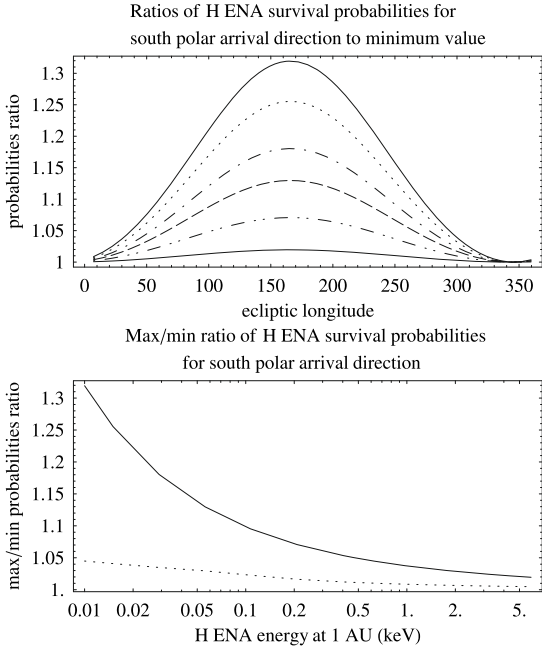 Ratios of H ENA survival probabilities for
south polar arrival direction to minimum value
probabilities ratio
1.3
1.25
1.2
1.15
1.1
1.05
1
0 50 100 150 200 250 300 350
ecliptic longitude
Max/min ratio of H ENA survival probabilities
for south polar arrival direction
max/min probabilities ratio
1.3
1.25
1.2
1.15
1.1
1.05
1.
0.01 0.02 0.05 0.1 0.2 0.5 1. 2. 5.
H ENA energy at 1 AU (keV)